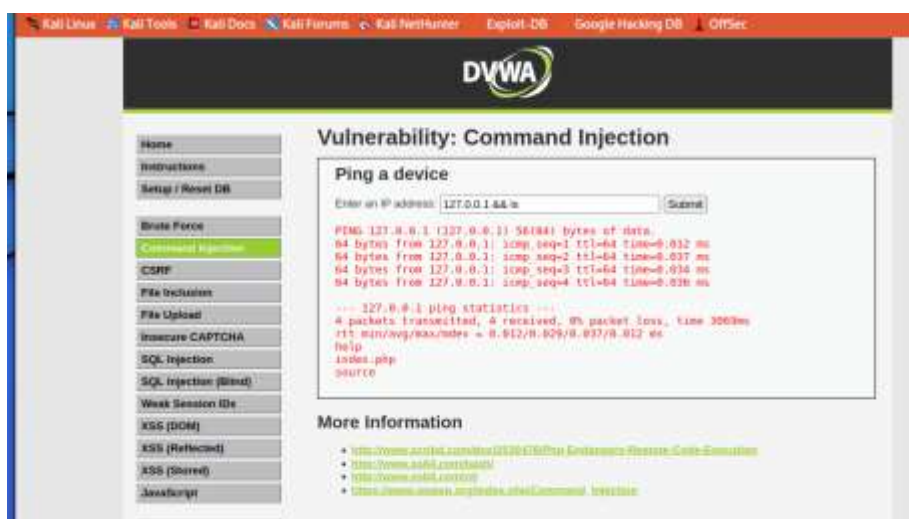 Kali Linux Kali Tools Kali Docs Kali Forums Kali NetHunter Exploit-DB Google Hacking DB OffSec
DVWA
Home
Instructions
Setup / Reset DB
Brute Force
Command Injection
CSRF
File Inclusion
File Upload
Insecure CAPTCHA
SQL Injection
SQL Injection (Blind)
Weak Session IDs
XSS (DOM)
XSS (Reflected)
XSS (Stored)
JavaScript
Vulnerability: Command Injection
Ping a device
Enter an IP address: 127.0.0.1 && ls Submit
PING 127.0.0.1 (127.0.0.1) 56(84) bytes of data.
64 bytes from 127.0.0.1: icmp_seq=1 ttl=64 time=0.012 ms
64 bytes from 127.0.0.1: icmp_seq=2 ttl=64 time=0.037 ms
64 bytes from 127.0.0.1: icmp_seq=3 ttl=64 time=0.034 ms
64 bytes from 127.0.0.1: icmp_seq=4 ttl=64 time=0.036 ms
--- 127.0.0.1 ping statistics ---
4 packets transmitted, 4 received, 0% packet loss, time 3069ms
rtt min/avg/max/mdev = 0.012/0.029/0.037/0.012 ms
help
index.php
source
More Information